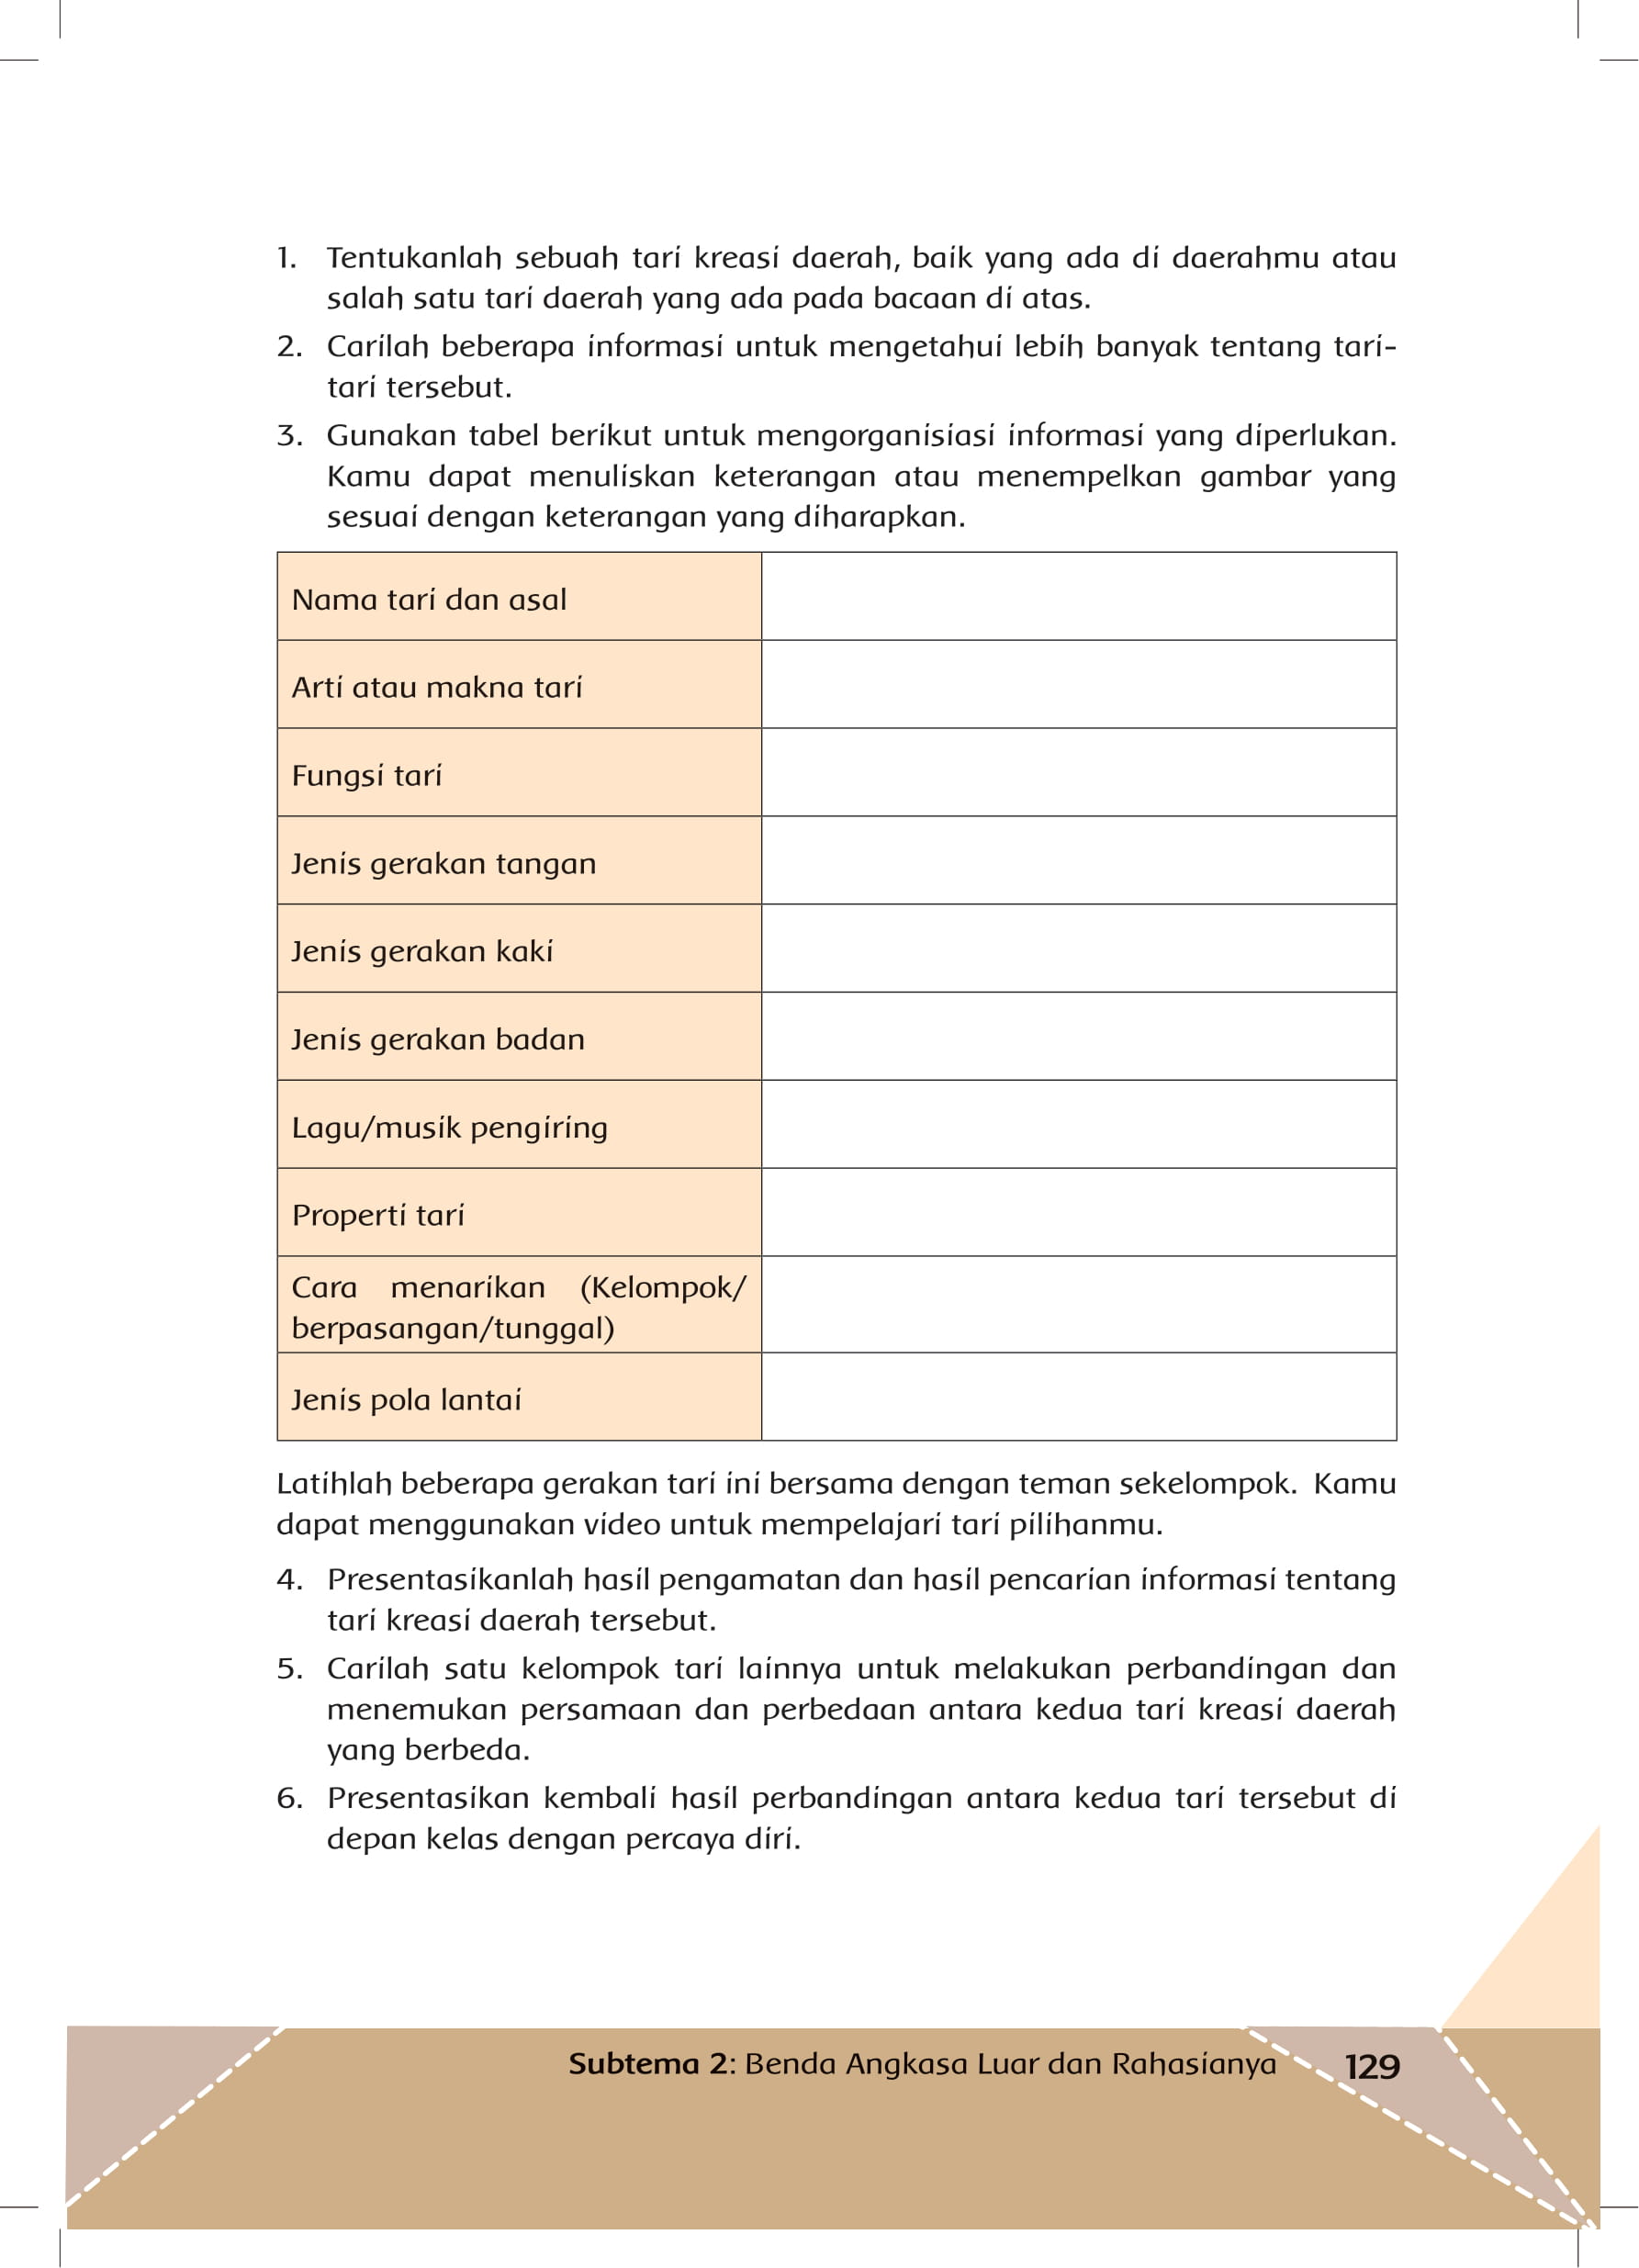 1. Tentukanlah sebuah tari kreasi daerah, baik yang ada di daerahmu atau
salah satu tari daerah yang ada pada bacaan di atas.
2. Carilah beberapa informasi untuk mengetahui lebih banyak tentang tari-
tari tersebut.
3. Gunakan tabel berikut untuk mengorganisiasi informasi yang diperlukan.
Kamu dapat menuliskan keterangan atau menempelkan gambar yang
sesuai dengan keterangan yang diharapkan.
Nama tari dan asal
Arti atau makna tari
Fungsi tari
Jenis gerakan tangan
Jenis gerakan kaki
Jenis gerakan badan
Lagu/musik pengiring
Properti tari
Cara menarikan (Kelompok/
berpasangan/tunggal)
Jenis pola lantai
Latihlah beberapa gerakan tari ini bersama dengan teman sekelompok. Kamu
dapat menggunakan video untuk mempelajari tari pilihanmu.
4. Presentasikanlah hasil pengamatan dan hasil pencarian informasi tentang
tari kreasi daerah tersebut.
5. Carilah satu kelompok tari lainnya untuk melakukan perbandingan dan
menemukan persamaan dan perbedaan antara kedua tari kreasi daerah
yang berbeda.
6. Presentasikan kembali hasil perbandingan antara kedua tari tersebut di
depan kelas dengan percaya diri.
Subtema 2: Benda Angkasa Luar dan Rahasianya 129